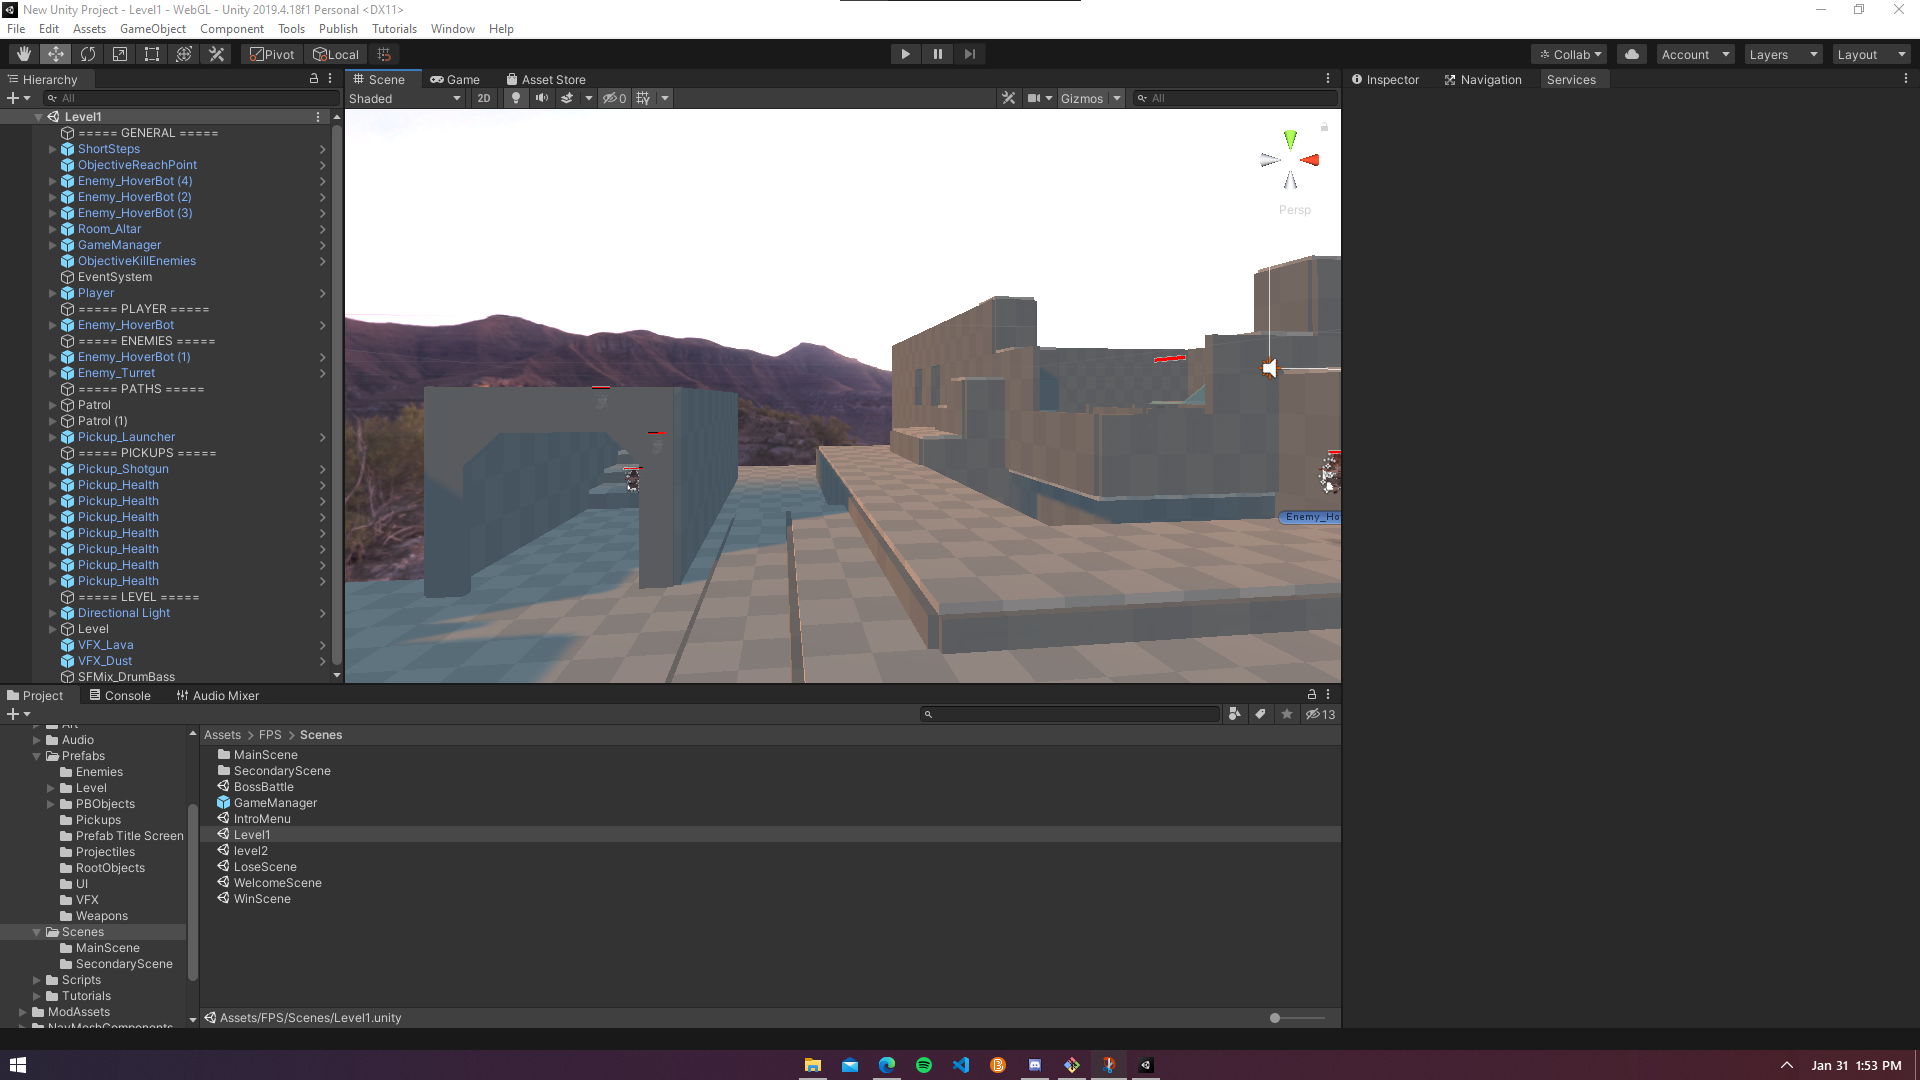 New Unity Project - Level1 - WebGL - Unity 2019.4.18f1 Personal <DX11>
File Edit Assets GameObject Component Tools Publish Tutorials Window Help
Pivot Local Collab Account Layers Layout
Hierarchy
All
Level1
===== GENERAL =====
ShortSteps
ObjectiveReachPoint
Enemy_HoverBot (4)
Enemy_HoverBot (2)
Enemy_HoverBot (3)
Room_Altar
GameManager
ObjectiveKillEnemies
EventSystem
Player
===== PLAYER =====
Enemy_HoverBot
===== ENEMIES =====
Enemy_HoverBot (1)
Enemy_Turret
===== PATHS =====
Patrol
Patrol (1)
Pickup_Launcher
===== PICKUPS =====
Pickup_Shotgun
Pickup_Health
Pickup_Health
Pickup_Health
Pickup_Health
Pickup_Health
Pickup_Health
Pickup_Health
===== LEVEL =====
Directional Light
Level
VFX_Lava
VFX_Dust
SFMix_DrumBass
Scene Game Asset Store
Shaded 2D 0 Gizmos All
Persp
Enemy_Ho
Inspector Navigation Services
Project Console Audio Mixer
13
Art
Audio
Prefabs
Enemies
Level
PBObjects
Pickups
Prefab Title Screen
Projectiles
RootObjects
UI
VFX
Weapons
Scenes
MainScene
SecondaryScene
Scripts
Tutorials
ModAssets
NavMeshComponents
Assets > FPS > Scenes
MainScene
SecondaryScene
BossBattle
GameManager
IntroMenu
Level1
level2
LoseScene
WelcomeScene
WinScene
Assets/FPS/Scenes/Level1.unity
Jan 31 1:53 PM